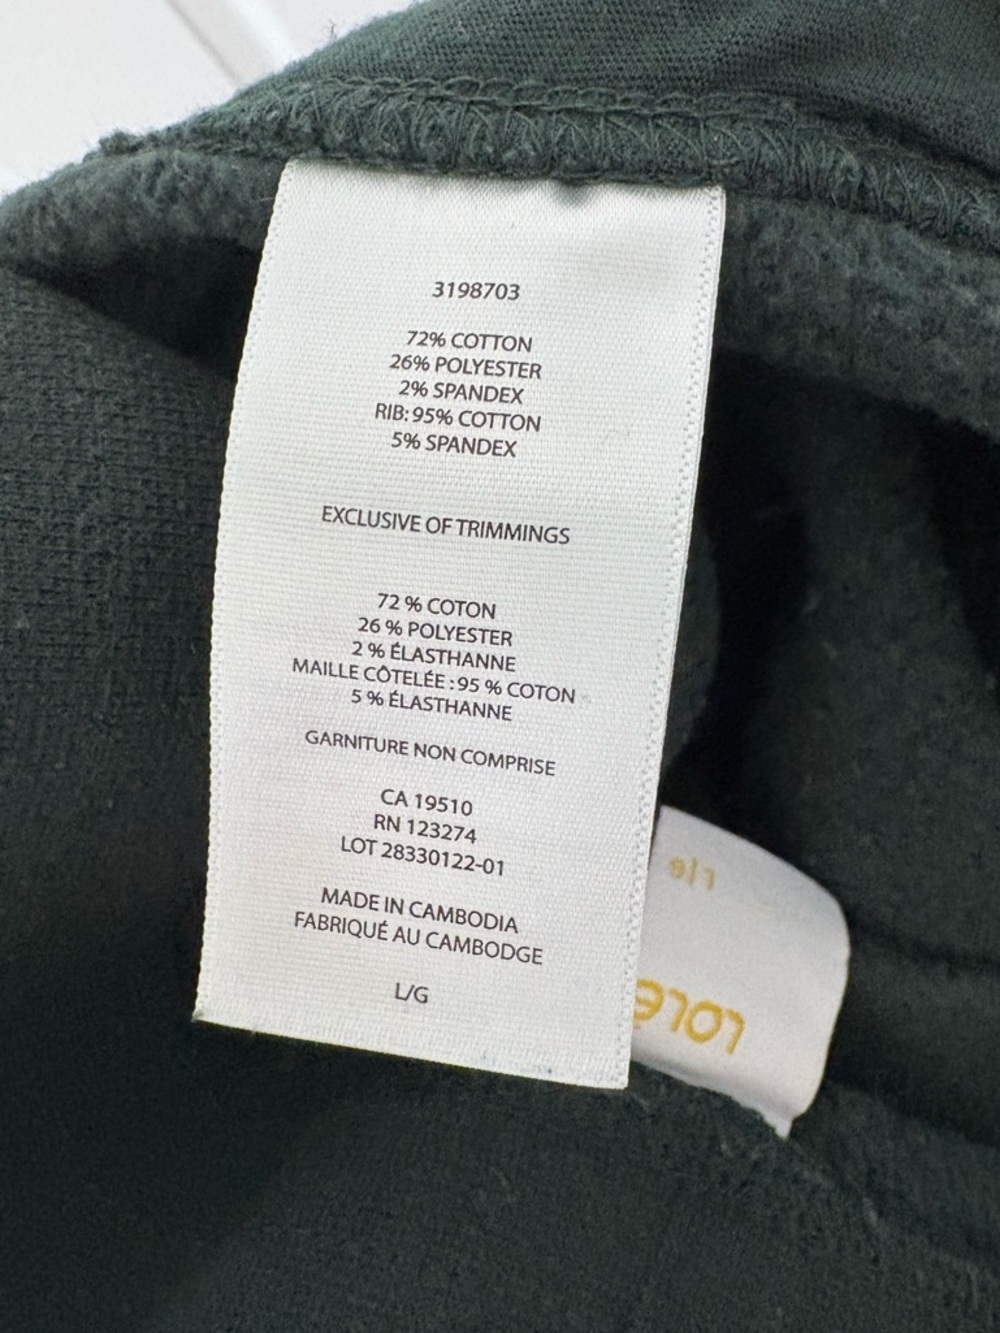 3198703
72% COTTON
26% POLYESTER
2% SPANDEX
RIB: 95% COTTON
5% SPANDEX
EXCLUSIVE OF TRIMMINGS
72 % COTON
26 % POLYESTER
2 % ÉLASTHANNE
MAILLE CÔTELÉE : 95 % COTON
5 % ÉLASTHANNE
GARNITURE NON COMPRISE
CA 19510
RN 123274
LOT 28330122-01
MADE IN CAMBODIA
FABRIQUÉ AU CAMBODGE
L/G
lolë